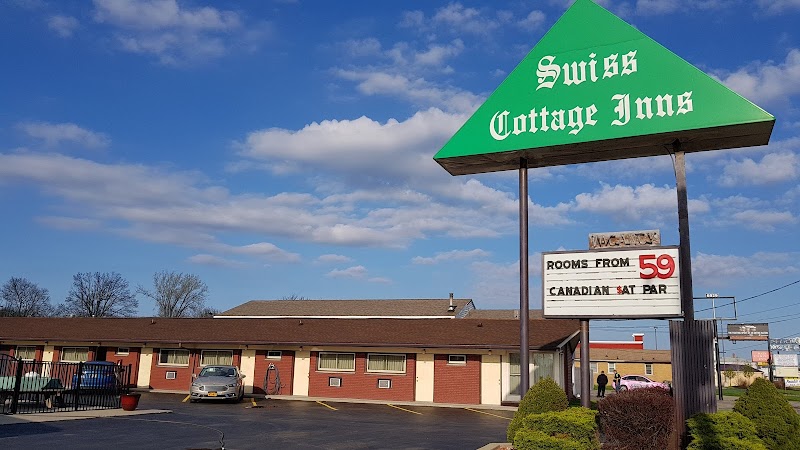 Swiss
Cottage Inns
VACANCY
ROOMS FROM 59
CANADIAN $AT PAR